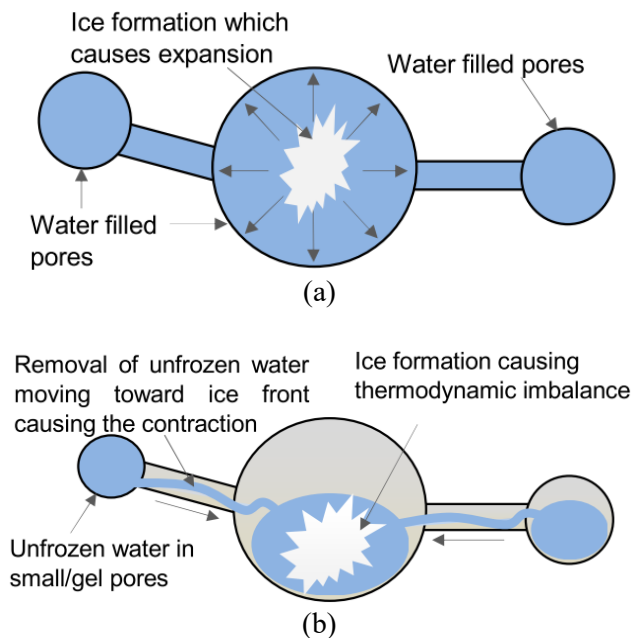 Ice formation which
causes expansion
Water filled pores
Water filled
pores
(a)
Removal of unfrozen water
moving toward ice front
causing the contraction
Ice formation causing
thermodynamic imbalance
Unfrozen water in
small/gel pores
(b)